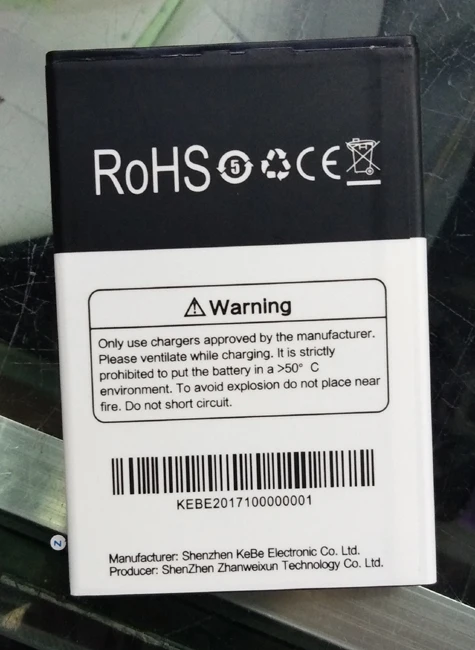 RoHS 5 CE
Warning
Only use chargers approved by the manufacturer.
Please ventilate while charging. It is strictly
prohibited to put the battery in a >50° C
environment. To avoid explosion do not place near
fire. Do not short circuit.
KEBE2017100000001
Manufacturer: Shenzhen KeBe Electronic Co. Ltd.
Producer: ShenZhen Zhanweixun Technology Co. Ltd.
Z